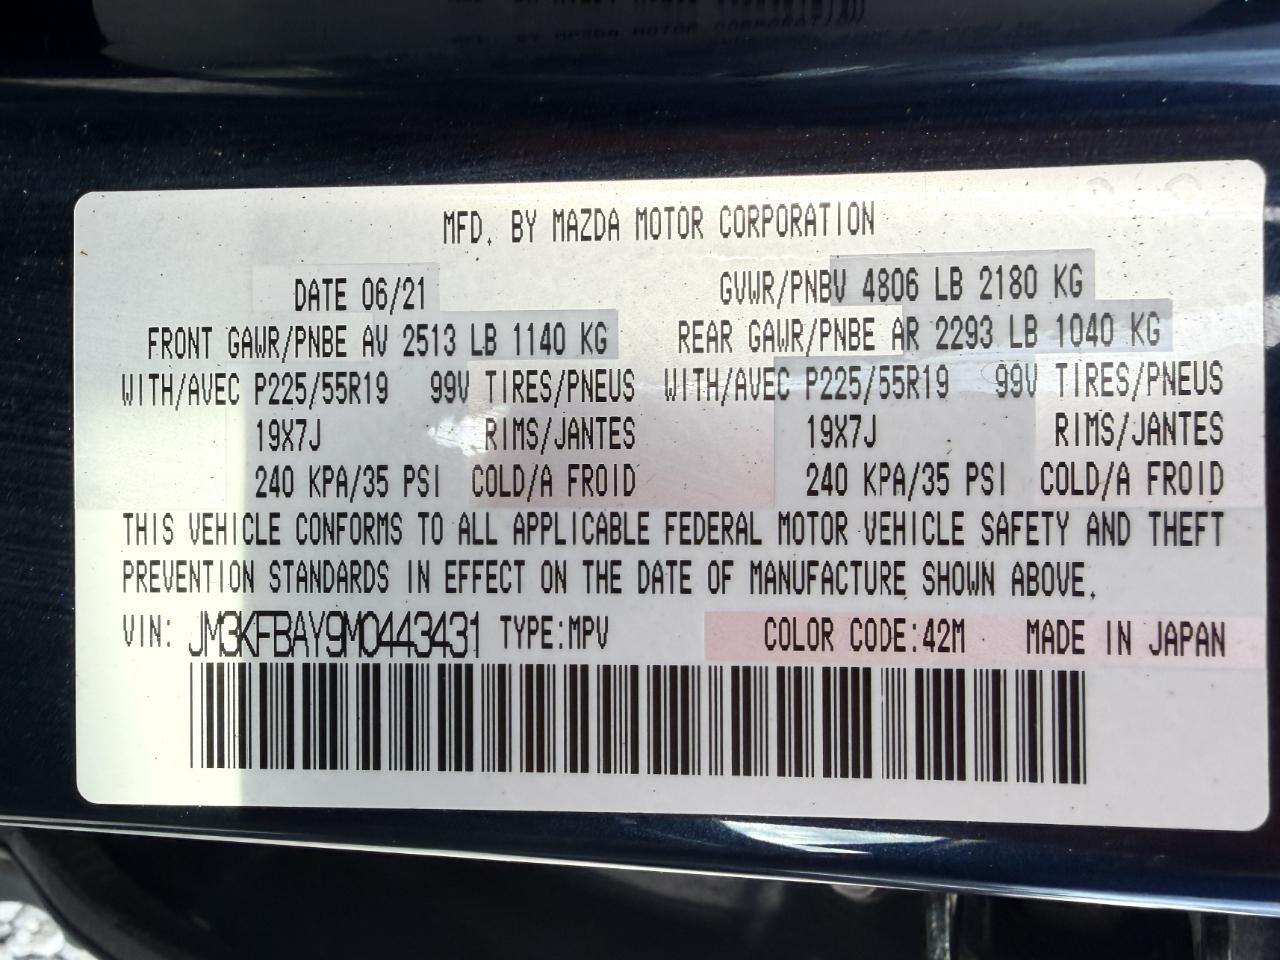 MFD. BY MAZDA MOTOR CORPORATION
DATE 06/21 GVWR/PNBV 4806 LB 2180 KG
FRONT GAWR/PNBE AV 2513 LB 1140 KG REAR GAWR/PNBE AR 2293 LB 1040 KG
WITH/AVEC P225/55R19 99V TIRES/PNEUS WITH/AVEC P225/55R19 99V TIRES/PNEUS
19X7J RIMS/JANTES 19X7J RIMS/JANTES
240 KPA/35 PSI COLD/A FROID 240 KPA/35 PSI COLD/A FROID
THIS VEHICLE CONFORMS TO ALL APPLICABLE FEDERAL MOTOR VEHICLE SAFETY AND THEFT
PREVENTION STANDARDS IN EFFECT ON THE DATE OF MANUFACTURE SHOWN ABOVE.
VIN: JM3KFBAY9M0443431 TYPE:MPV COLOR CODE:42M MADE IN JAPAN